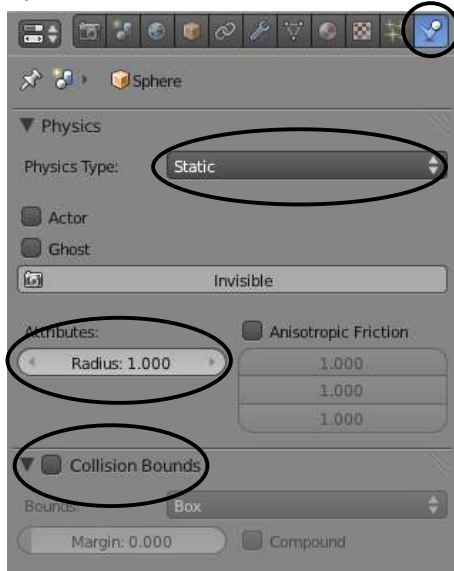 Sphere
Physics
Physics Type: Static
Actor
Ghost
Invisible
Attributes: Anisotropic Friction
Radius: 1.000 1.000
1.000
1.000
Collision Bounds
Bounds: Box
Margin: 0.000 Compound